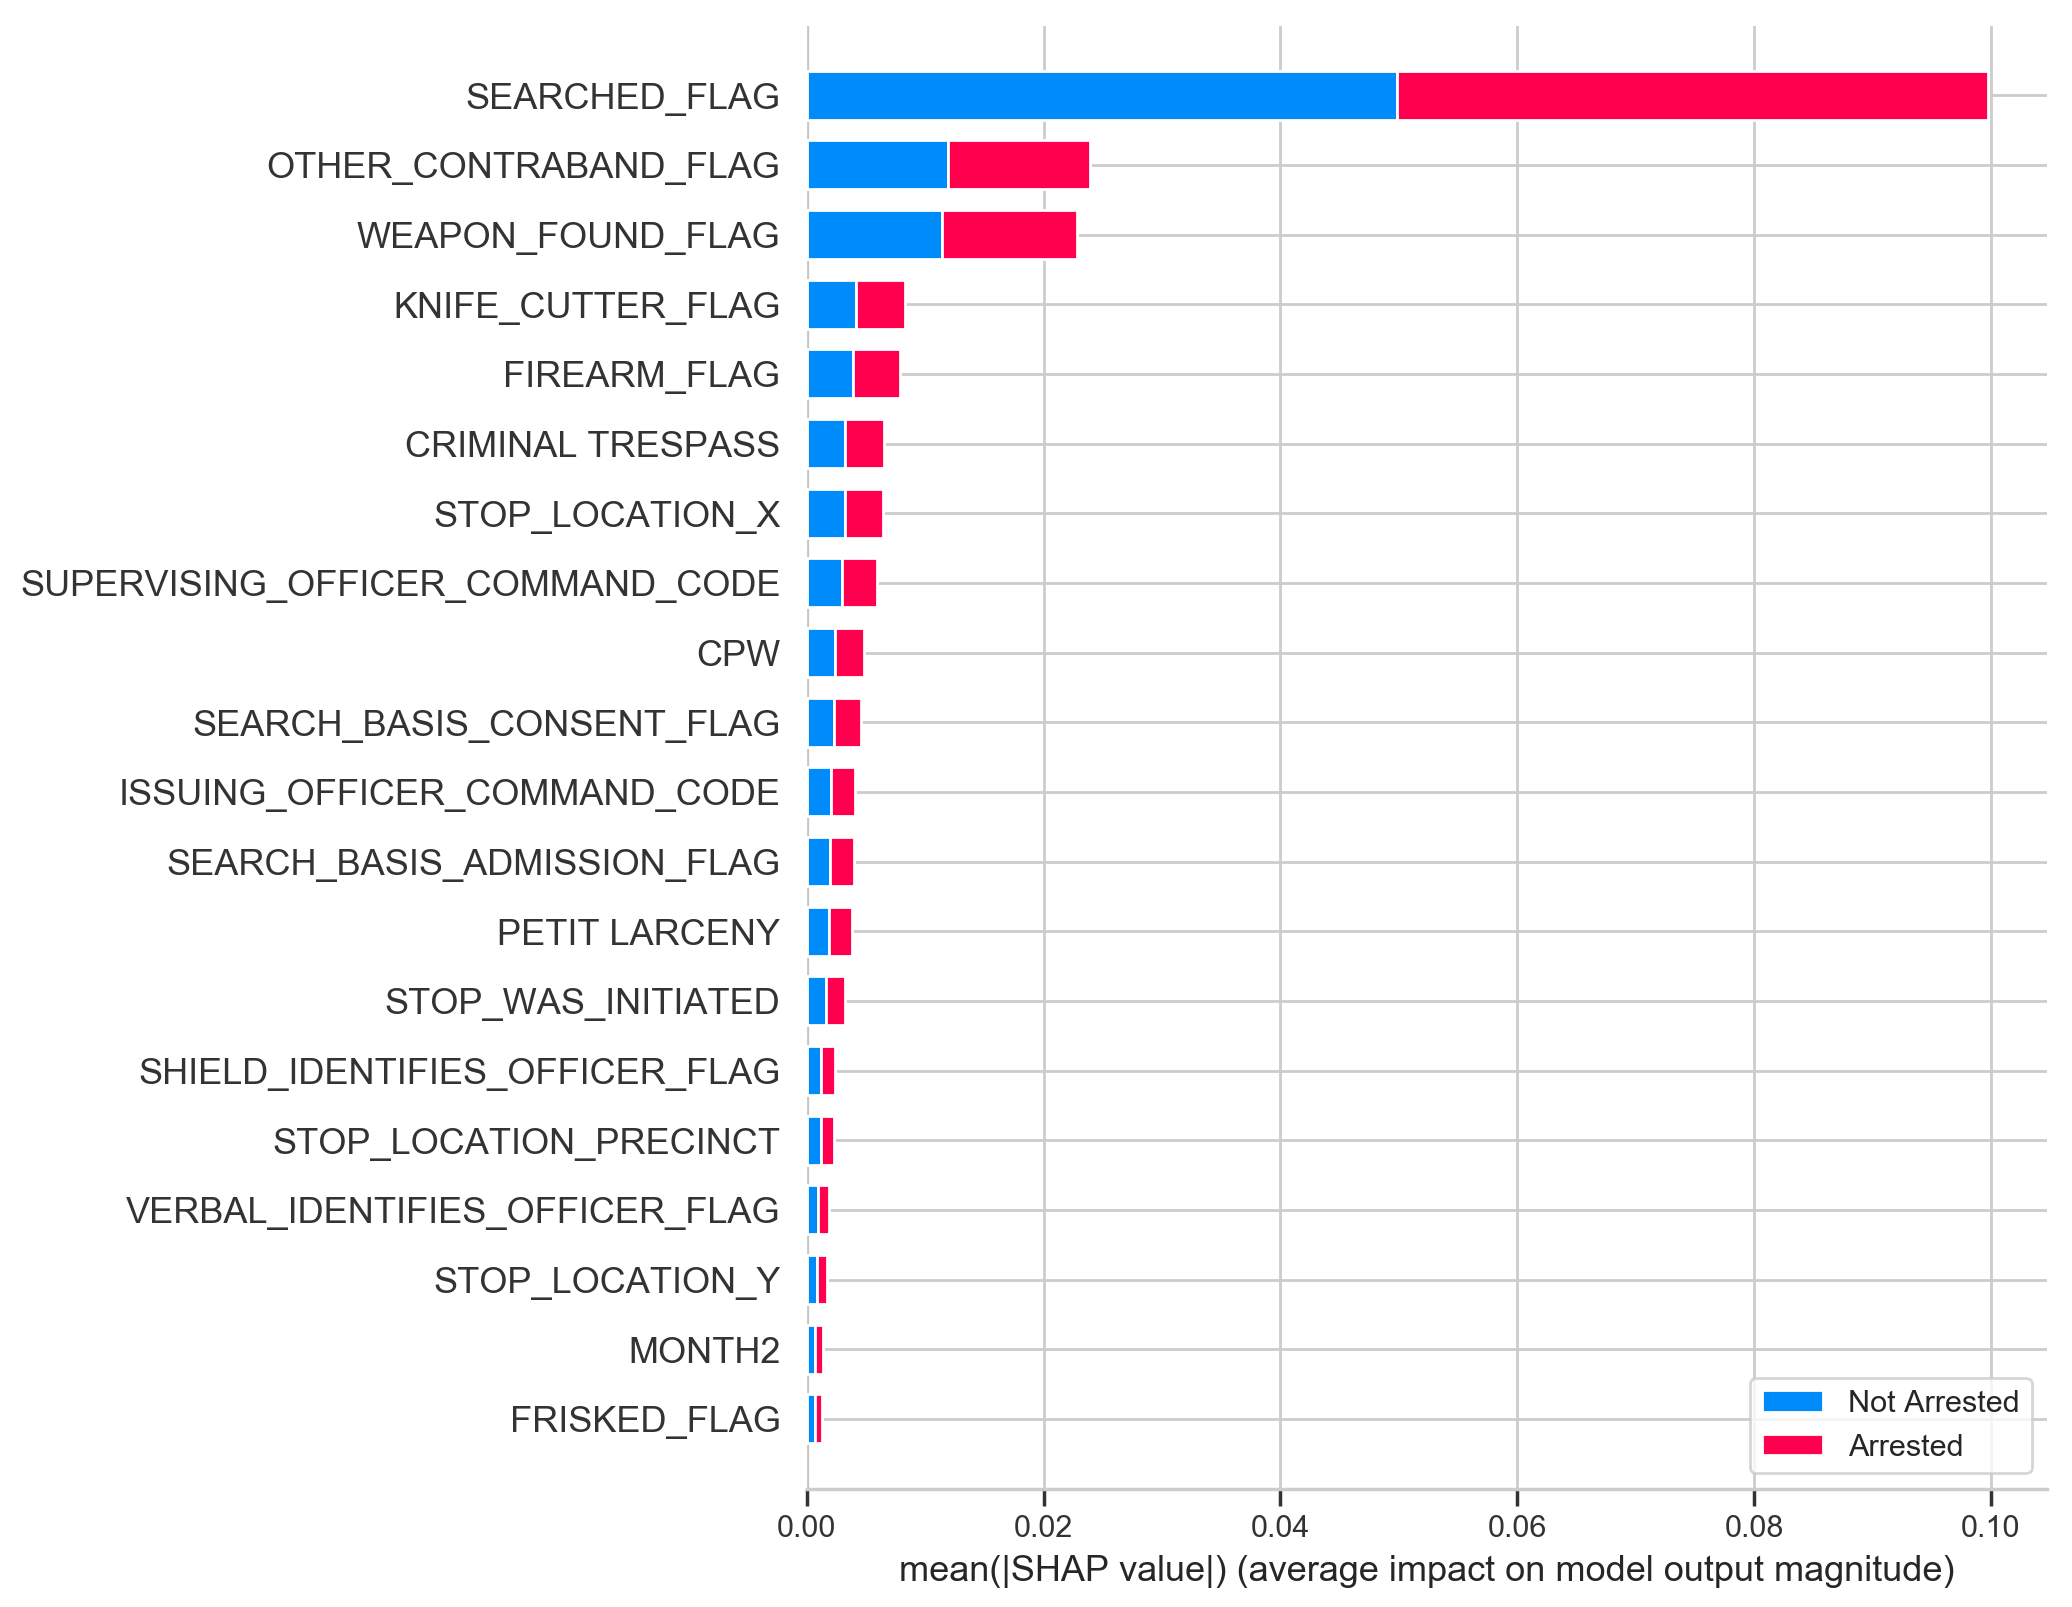 SEARCHED_FLAG
OTHER_CONTRABAND_FLAG
WEAPON_FOUND_FLAG
KNIFE_CUTTER_FLAG
FIREARM_FLAG
CRIMINAL TRESPASS
STOP_LOCATION_X
SUPERVISING_OFFICER_COMMAND_CODE
CPW
SEARCH_BASIS_CONSENT_FLAG
ISSUING_OFFICER_COMMAND_CODE
SEARCH_BASIS_ADMISSION_FLAG
PETIT LARCENY
STOP_WAS_INITIATED
SHIELD_IDENTIFIES_OFFICER_FLAG
STOP_LOCATION_PRECINCT
VERBAL_IDENTIFIES_OFFICER_FLAG
STOP_LOCATION_Y
MONTH2
FRISKED_FLAG
Not Arrested
Arrested
0.00 0.02 0.04 0.06 0.08 0.10
mean(|SHAP value|) (average impact on model output magnitude)